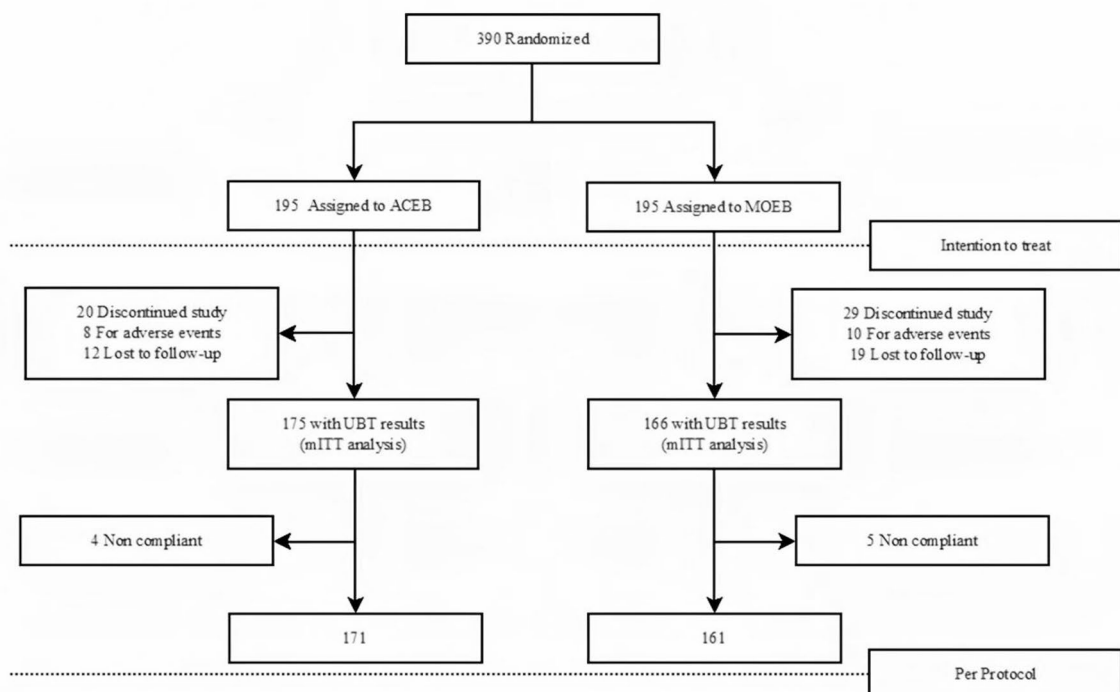 390 Randomized
195 Assigned to ACEB
195 Assigned to MOEB
Intention to treat
20 Discontinued study
8 For adverse events
12 Lost to follow-up
29 Discontinued study
10 For adverse events
19 Lost to follow-up
175 with UBT results
(mITT analysis)
166 with UBT results
(mITT analysis)
4 Non compliant
5 Non compliant
171
161
Per Protocol